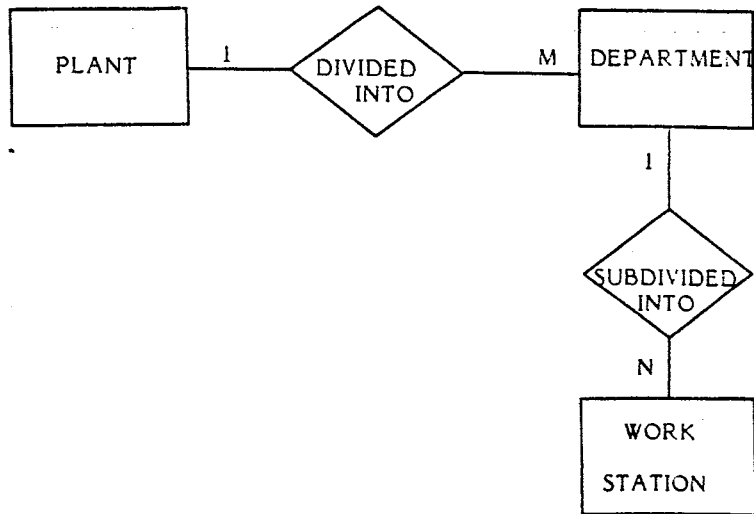 PLANT
1
DIVIDED
INTO
M
DEPARTMENT
1
SUBDIVIDED
INTO
N
WORK
STATION